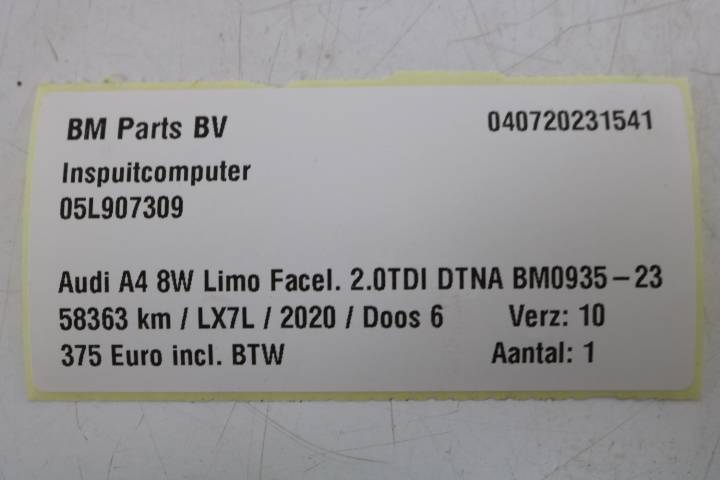 BM Parts BV 040720231541
Inspuitcomputer
05L907309
Audi A4 8W Limo Facel. 2.0TDI DTNA BM0935-23
58363 km / LX7L / 2020 / Doos 6 Verz: 10
375 Euro incl. BTW Aantal: 1